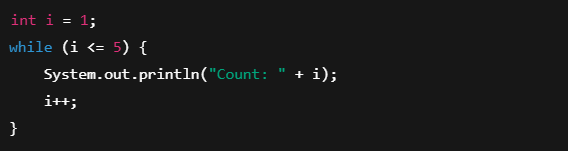 int i = 1;
while (i <= 5) {
    System.out.println("Count: " + i);
    i++;
}